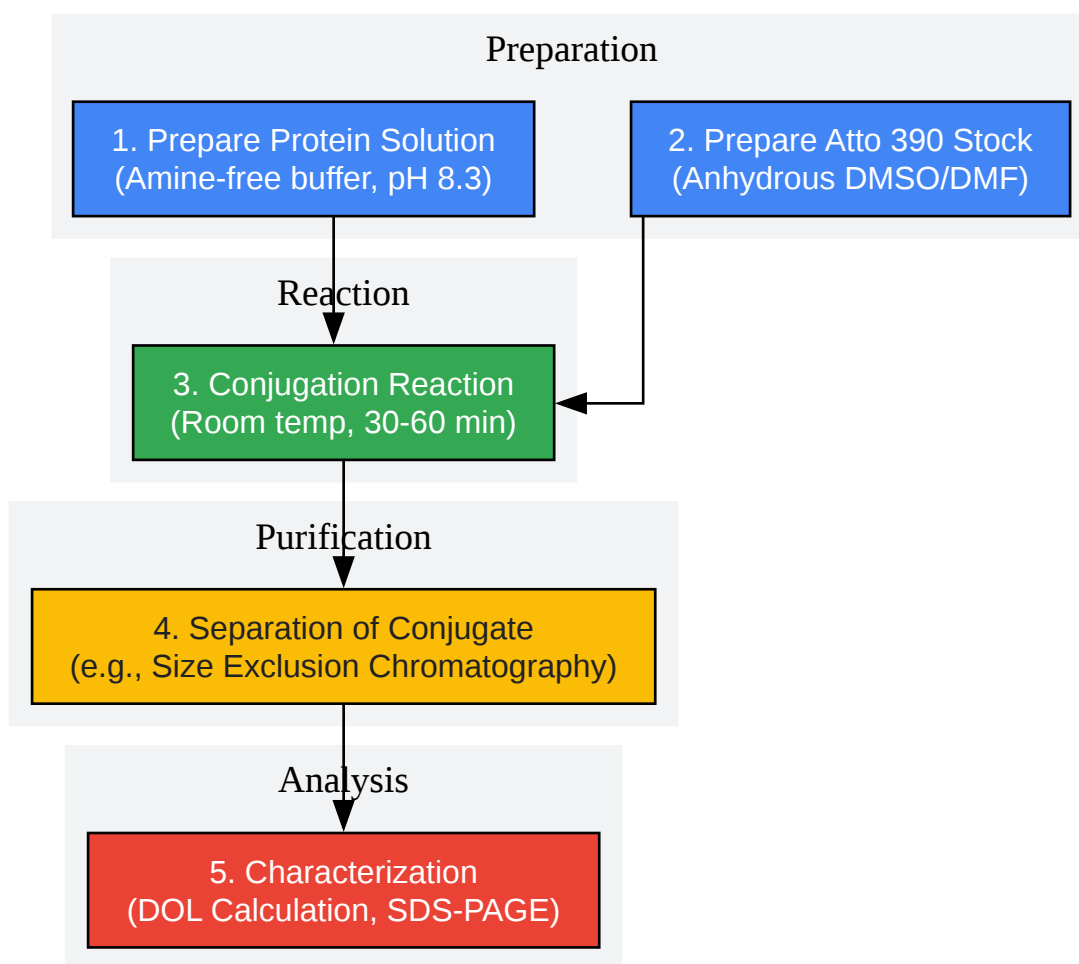 Preparation
1. Prepare Protein Solution
(Amine-free buffer, pH 8.3)
2. Prepare Atto 390 Stock
(Anhydrous DMSO/DMF)
Reaction
3. Conjugation Reaction
(Room temp, 30-60 min)
Purification
4. Separation of Conjugate
(e.g., Size Exclusion Chromatography)
Analysis
5. Characterization
(DOL Calculation, SDS-PAGE)